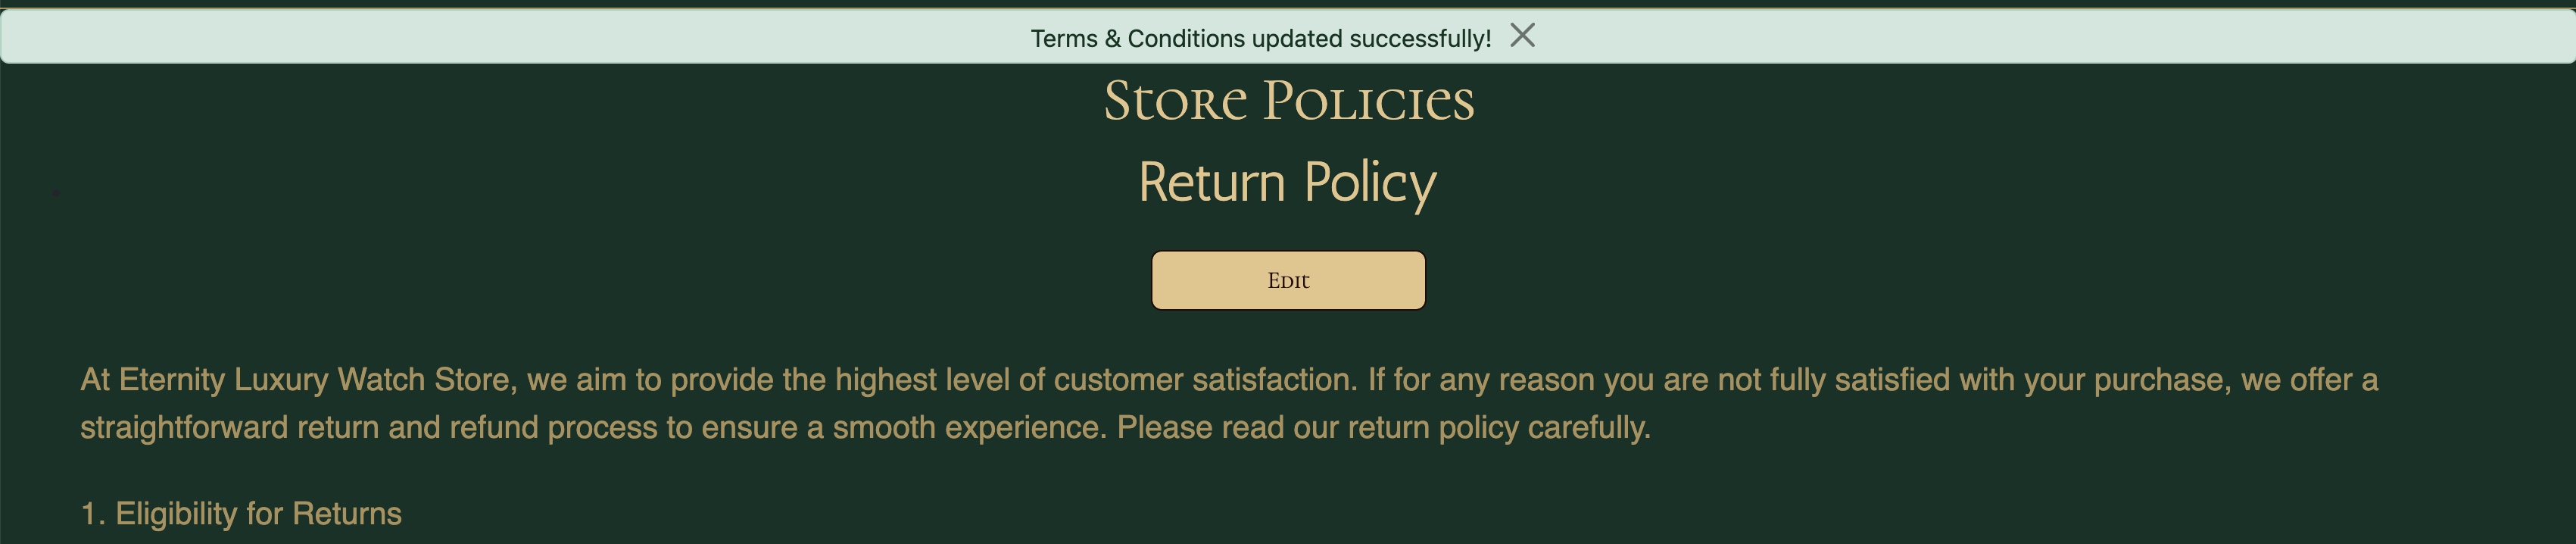 Terms & Conditions updated successfully!
Store Policies
Return Policy
Edit
At Eternity Luxury Watch Store, we aim to provide the highest level of customer satisfaction. If for any reason you are not fully satisfied with your purchase, we offer a
straightforward return and refund process to ensure a smooth experience. Please read our return policy carefully.
1. Eligibility for Returns